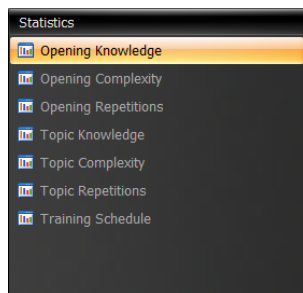 Statistics
Opening Knowledge
Opening Complexity
Opening Repetitions
Topic Knowledge
Topic Complexity
Topic Repetitions
Training Schedule